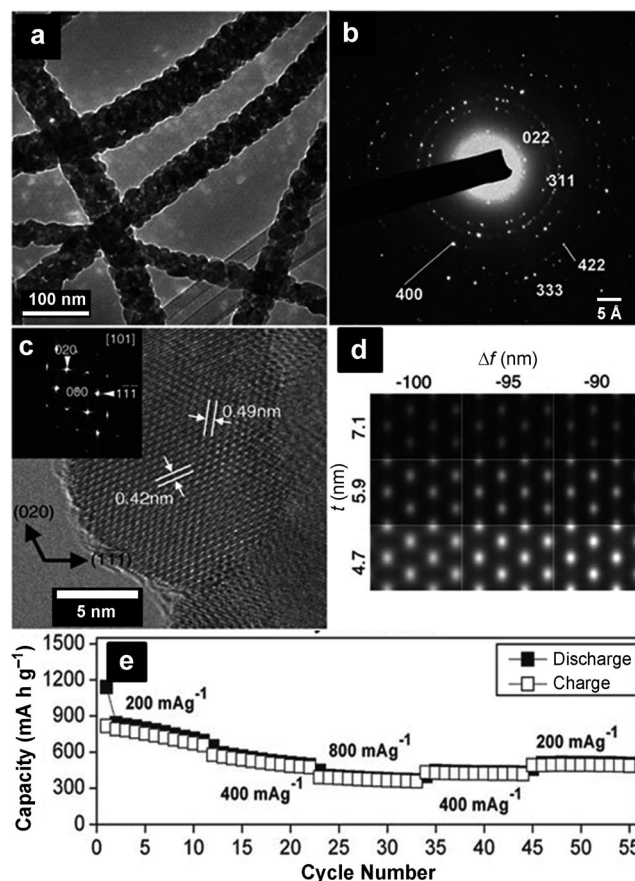 a
100 nm
b
022
311
400
422
333
5 Å
c
[101]
020
000
111
0.49nm
0.42nm
(020)
(111)
5 nm
d
Δf (nm)
-100 -95 -90
t (nm)
7.1
5.9
4.7
e
Capacity (mA h g⁻¹)
1500
1200
900
600
300
0
200 mAg⁻¹
400 mAg⁻¹
800 mAg⁻¹
400 mAg⁻¹
200 mAg⁻¹
Discharge
Charge
0 5 10 15 20 25 30 35 40 45 50 55
Cycle Number